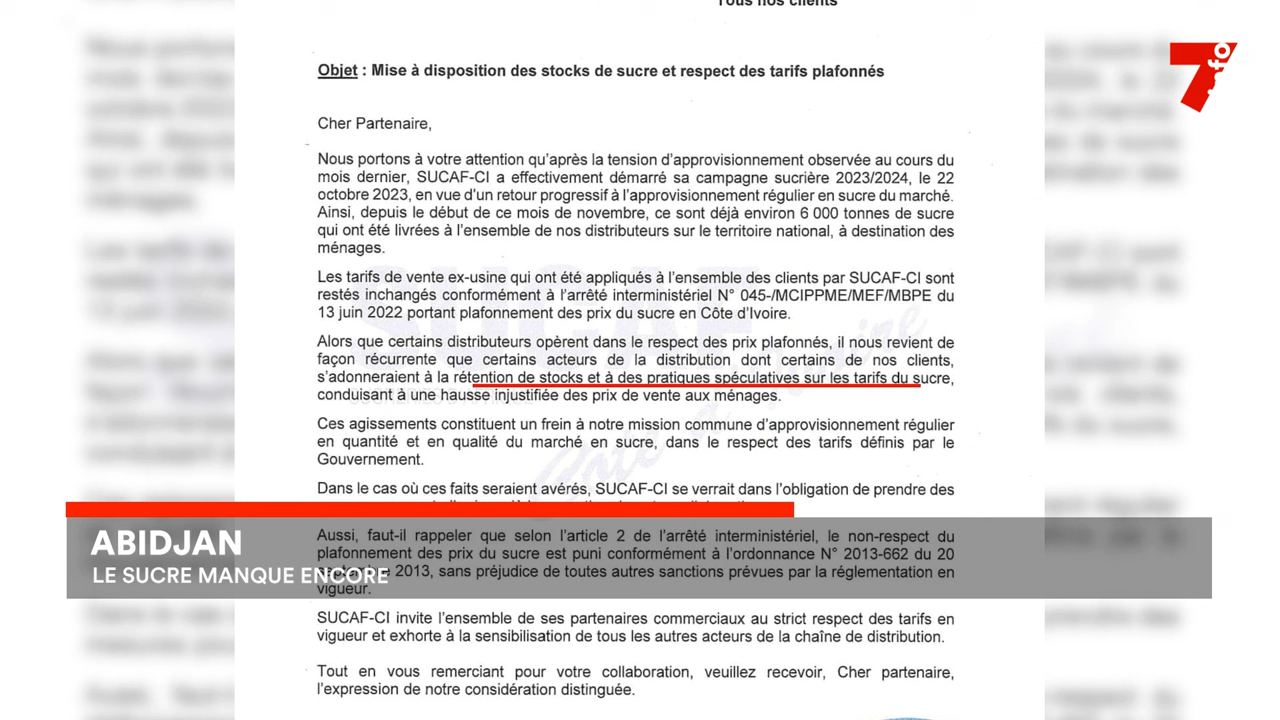 Tous nos clients
Objet : Mise à disposition des stocks de sucre et respect des tarifs plafonnés
Cher Partenaire,
Nous portons à votre attention qu'après la tension d'approvisionnement observée au cours du
mois dernier, SUCAF-CI a effectivement démarré sa campagne sucrière 2023/2024, le 22
octobre 2023, en vue d'un retour progressif à l'approvisionnement régulier en sucre du marché.
Ainsi, depuis le début de ce mois de novembre, ce sont déjà environ 6 000 tonnes de sucre
qui ont été livrées à l'ensemble de nos distributeurs sur le territoire national, à destination des
ménages.
Les tarifs de vente ex-usine qui ont été appliqués à l'ensemble des clients par SUCAF-CI sont
restés inchangés conformément à l'arrêté interministériel N° 045-/MCIPPME/MEF/MBPE du
13 juin 2022 portant plafonnement des prix du sucre en Côte d'Ivoire.
Alors que certains distributeurs opèrent dans le respect des prix plafonnés, il nous revient de
façon récurrente que certains acteurs de la distribution dont certains de nos clients,
s'adonneraient à la rétention de stocks et à des pratiques spéculatives sur les tarifs du sucre,
conduisant à une hausse injustifiée des prix de vente aux ménages.
Ces agissements constituent un frein à notre mission commune d'approvisionnement régulier
en quantité et en qualité du marché en sucre, dans le respect des tarifs définis par le
Gouvernement.
Dans le cas où ces faits seraient avérés, SUCAF-CI se verrait dans l'obligation de prendre des
Aussi, faut-il rappeler que selon l'article 2 de l'arrêté interministériel, le non-respect du
plafonnement des prix du sucre est puni conformément à l'ordonnance N° 2013-662 du 20
septembre 2013, sans préjudice de toutes autres sanctions prévues par la réglementation en
vigueur.
SUCAF-CI invite l'ensemble de ses partenaires commerciaux au strict respect des tarifs en
vigueur et exhorte à la sensibilisation de tous les autres acteurs de la chaîne de distribution.
Tout en vous remerciant pour votre collaboration, veuillez recevoir, Cher partenaire,
l'expression de notre considération distinguée.
ABIDJAN
LE SUCRE MANQUE ENCORE
7